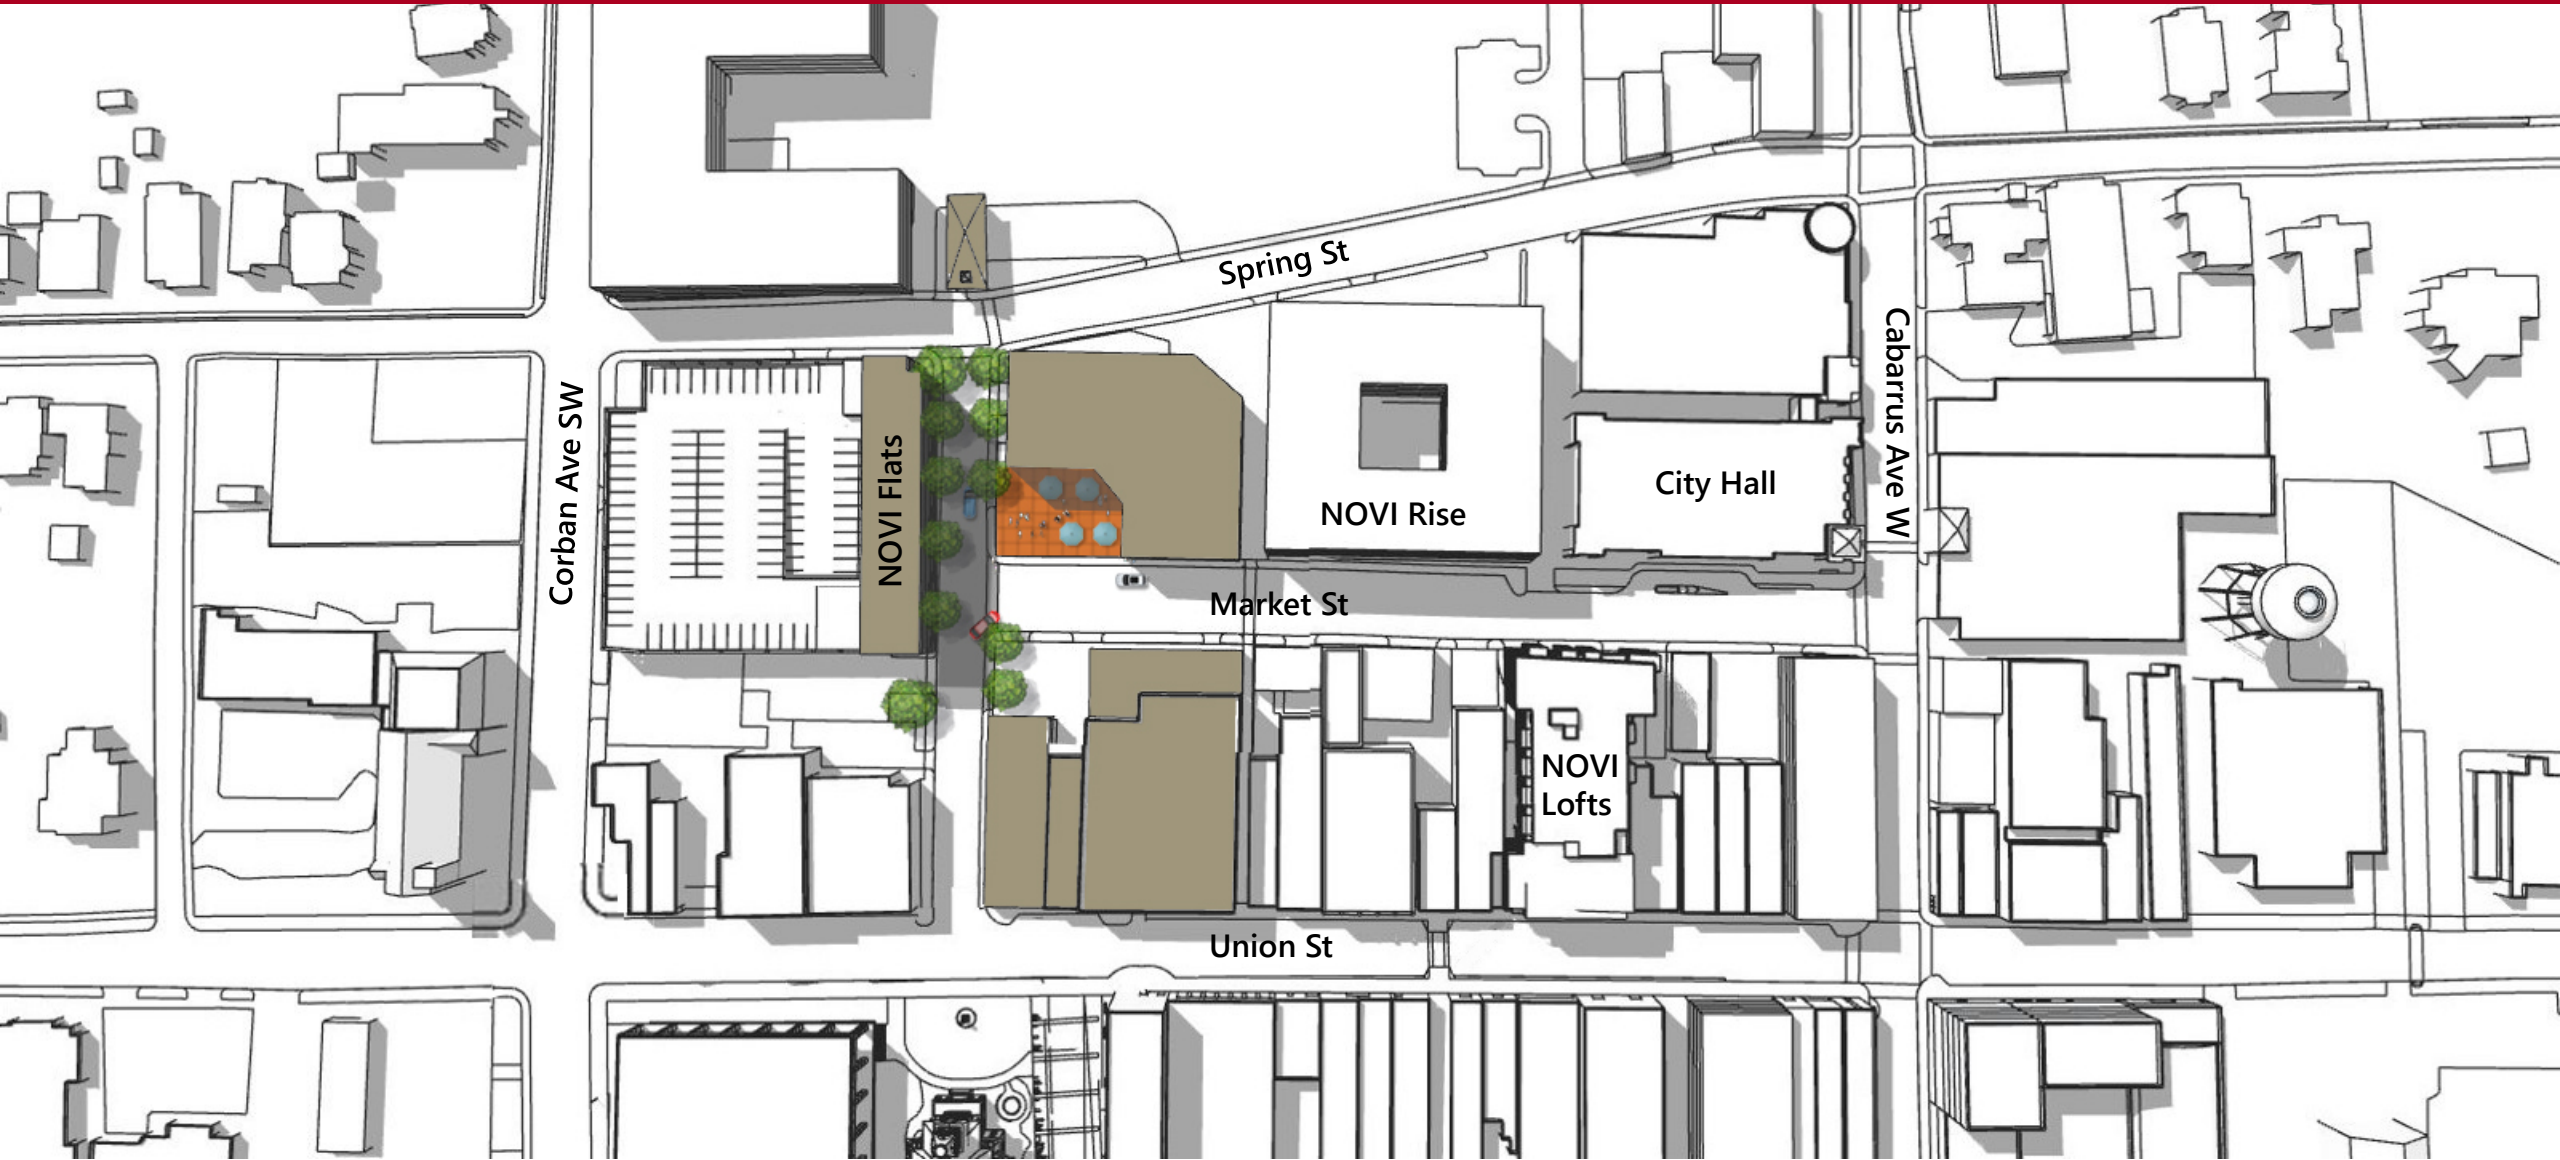 Spring St
Corban Ave SW
NOVI Flats
NOVI Rise
City Hall
Cabarrus Ave W
Market St
NOVI
Lofts
Union St